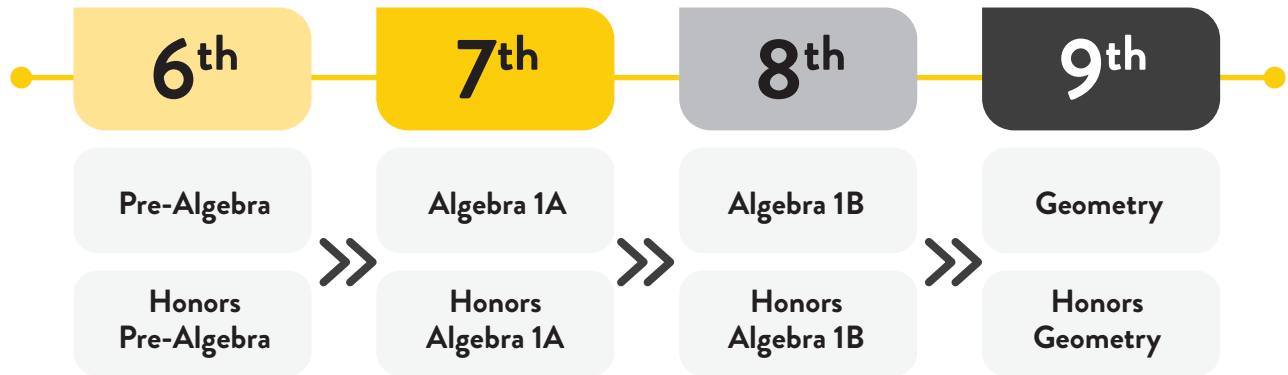 6th
7th
8th
9th
Pre-Algebra
Algebra 1A
Algebra 1B
Geometry
Honors
Pre-Algebra
Honors
Algebra 1A
Honors
Algebra 1B
Honors
Geometry